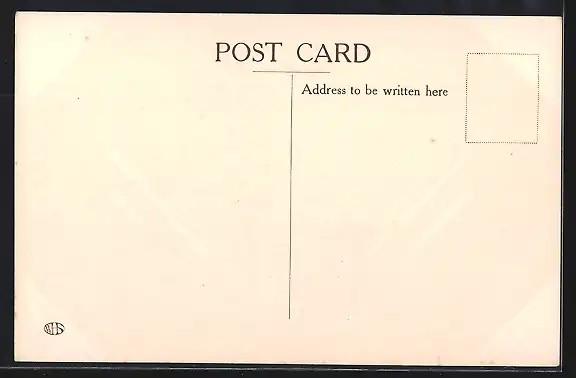 POST CARD
Address to be written here